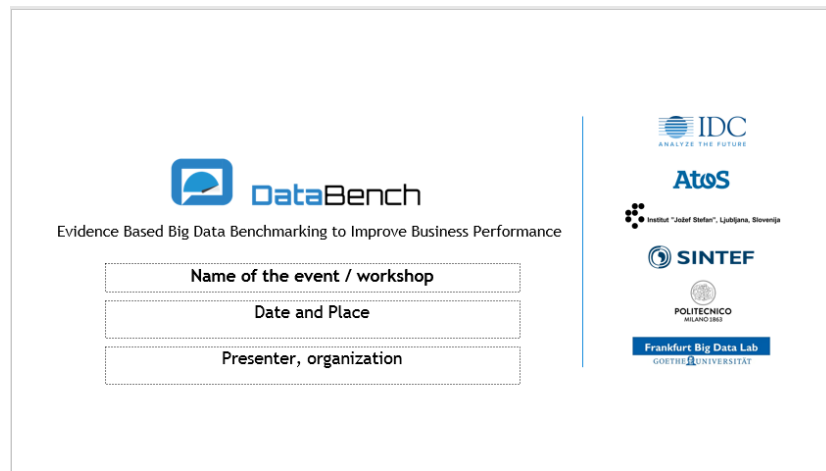 DataBench
Evidence Based Big Data Benchmarking to Improve Business Performance
Name of the event / workshop
Date and Place
Presenter, organization
IDC
ANALYZE THE FUTURE
Atos
Institut "Jožef Stefan", Ljubljana, Slovenija
SINTEF
POLITECNICO
MILANO 1863
Frankfurt Big Data Lab
GOETHE UNIVERSITÄT